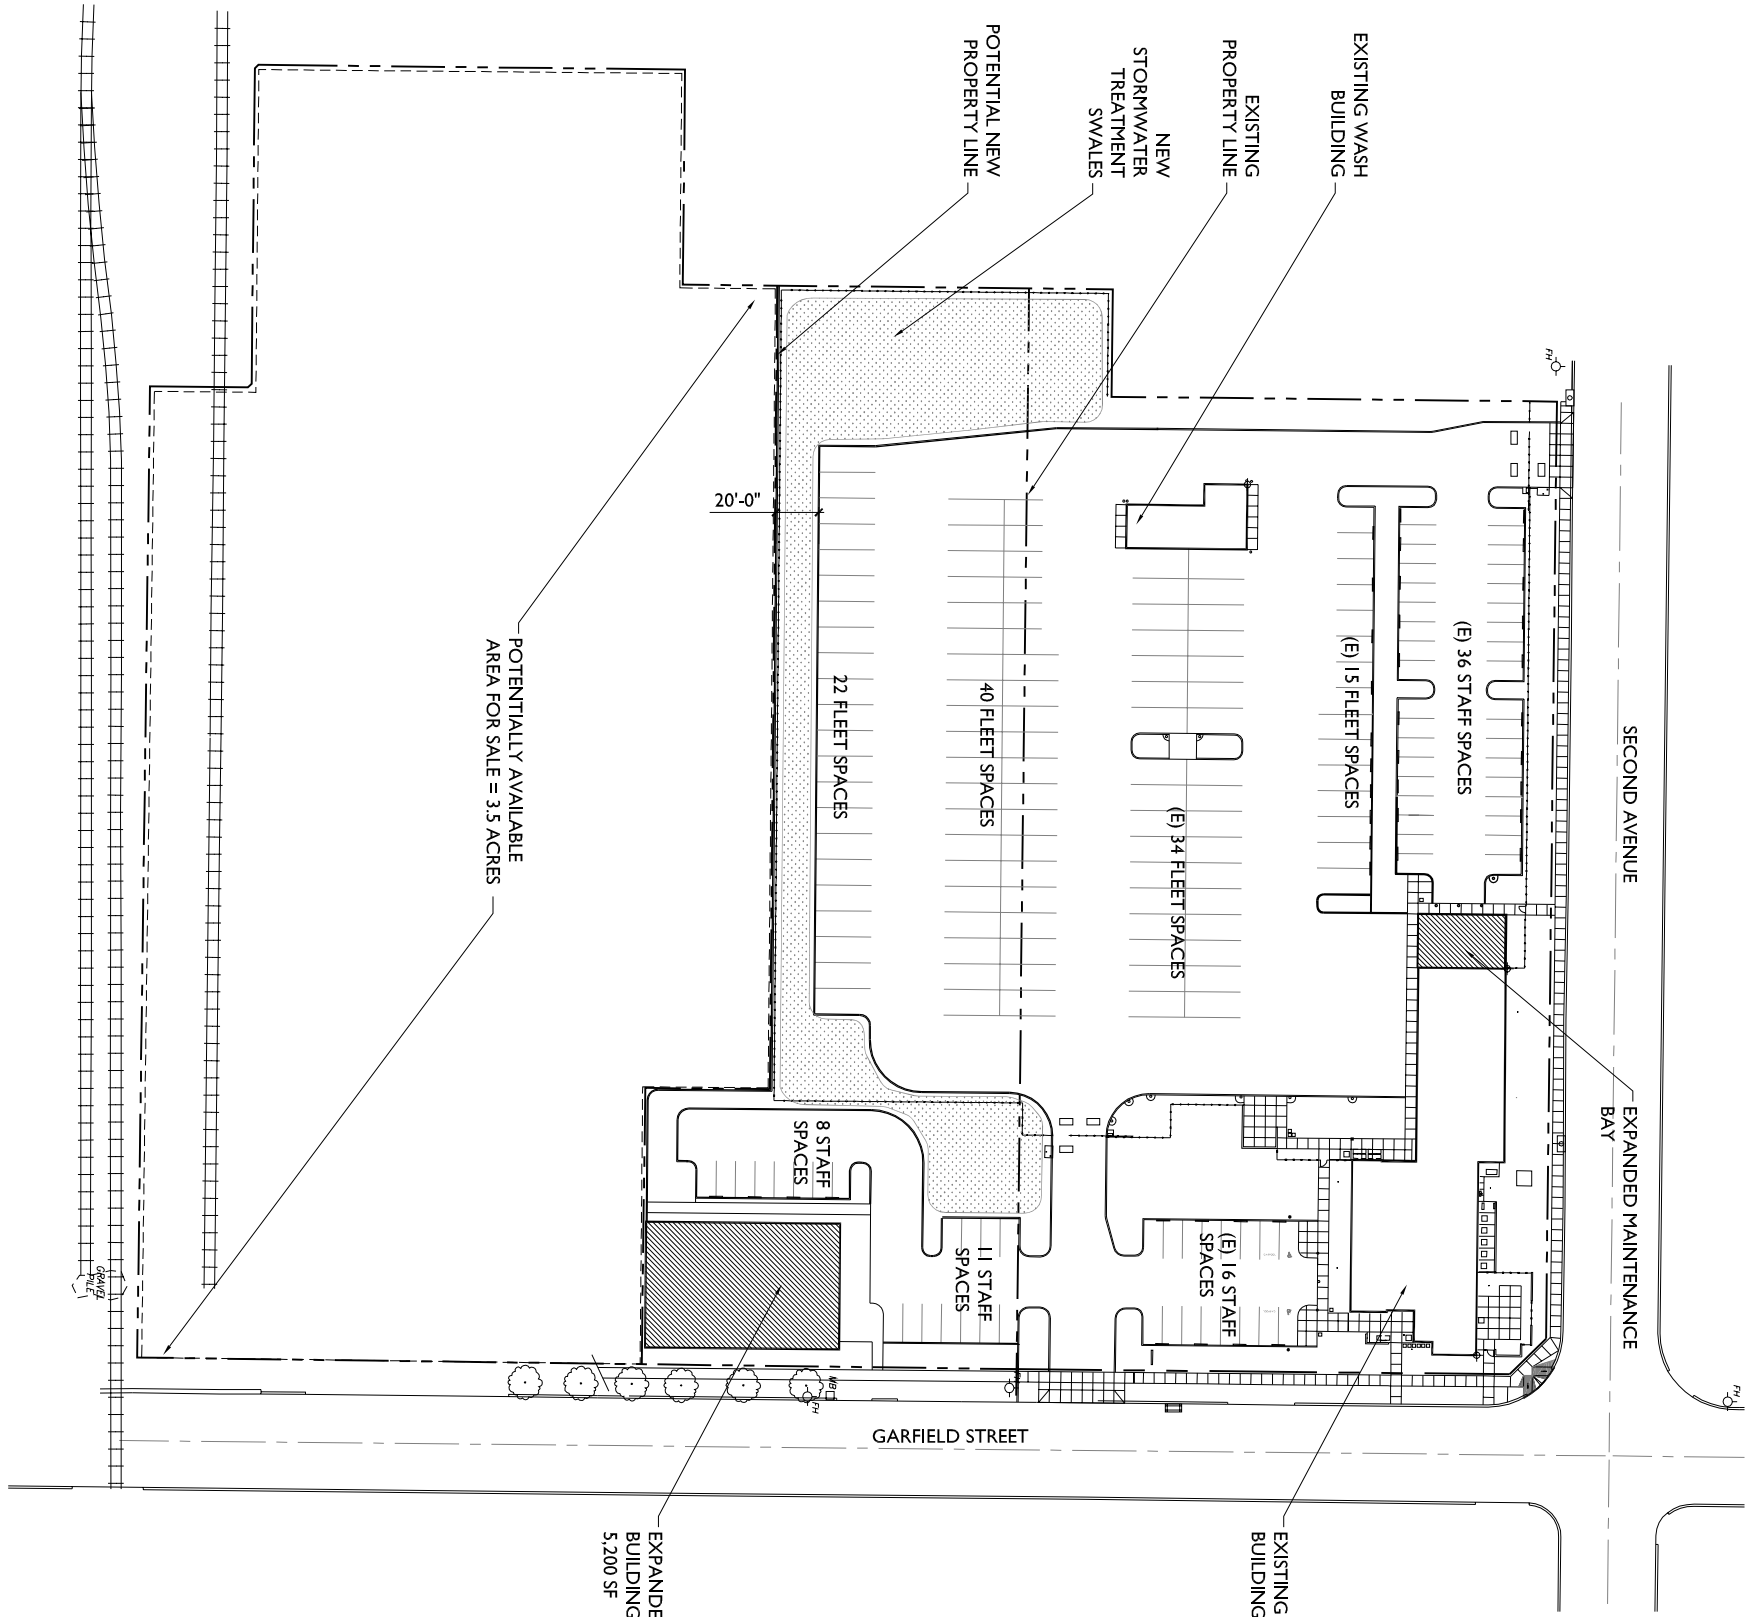 EXISTING WASH
BUILDING
EXISTING
PROPERTY LINE
NEW
STORMWATER
TREATMENT
SWALES
POTENTIAL NEW
PROPERTY LINE
FH
20'-0"
SECOND AVENUE
(E) 36 STAFF SPACES
(E) 15 FLEET SPACES
(E) 34 FLEET SPACES
40 FLEET SPACES
22 FLEET SPACES
POTENTIALLY AVAILABLE
AREA FOR SALE = 3.5 ACRES
EXPANDED MAINTENANCE
BAY
8 STAFF
SPACES
11 STAFF
SPACES
(E) 16 STAFF
SPACES
GRAVEL
PILE
MB
FH
FH
GARFIELD STREET
EXISTING
BUILDING
EXPANDE
BUILDING
5,200 SF